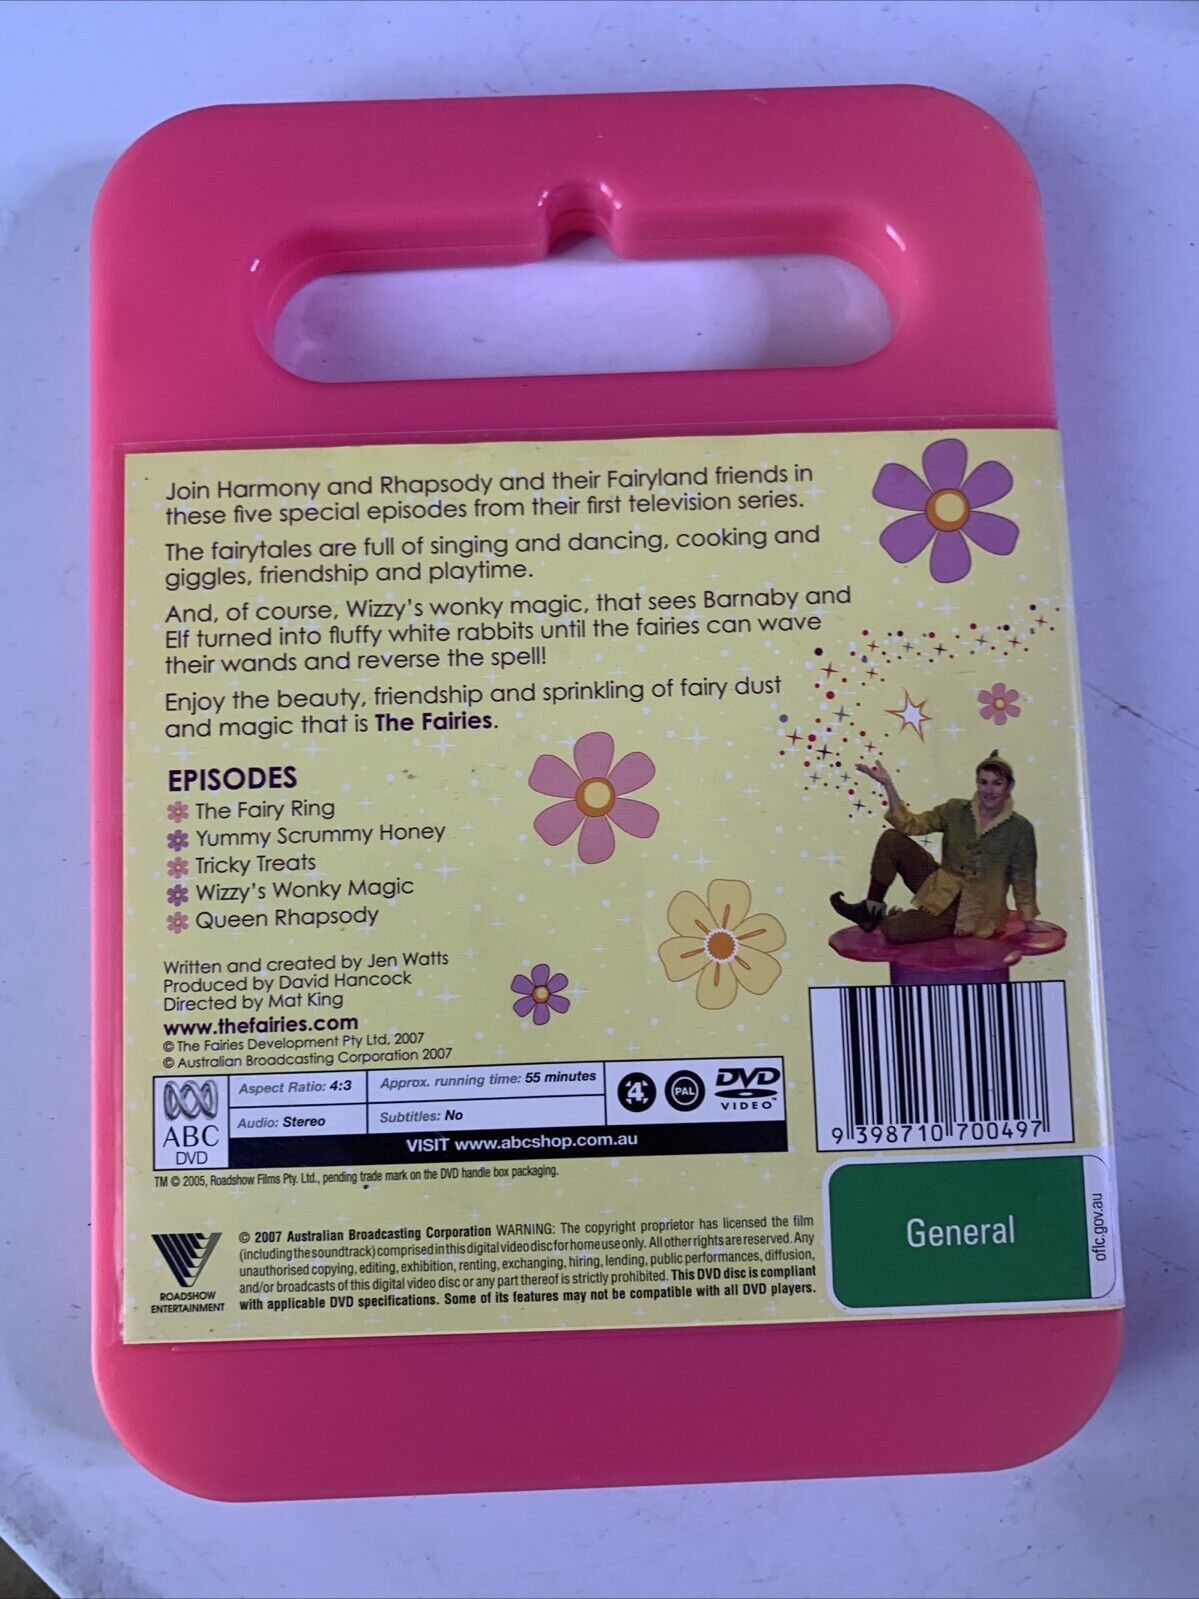 Join Harmony and Rhapsody and their Fairyland friends in
these five special episodes from their first television series.
The fairytales are full of singing and dancing, cooking and
giggles, friendship and playtime.
And, of course, Wizzy's wonky magic, that sees Barnaby and
Elf turned into fluffy white rabbits until the fairies can wave
their wands and reverse the spell!
Enjoy the beauty, friendship and sprinkling of fairy dust
and magic that is The Fairies.
EPISODES
The Fairy Ring
Yummy Scrummy Honey
Tricky Treats
Wizzy's Wonky Magic
Queen Rhapsody
Written and created by Jen Watts
Produced by David Hancock
Directed by Mat King
www.thefairies.com
© The Fairies Development Pty Ltd, 2007
© Australian Broadcasting Corporation 2007
ABC
DVD
Aspect Ratio: 4:3
Approx. running time: 55 minutes
Audio: Stereo
Subtitles: No
4
PAL
DVD
VIDEO™
VISIT www.abcshop.com.au
9 398710 700497
TM © 2005, Roadshow Films Pty. Ltd., pending trade mark on the DVD handle box packaging.
ROADSHOW
ENTERTAINMENT
© 2007 Australian Broadcasting Corporation WARNING: The copyright proprietor has licensed the film
(including the soundtrack) comprised in this digital video disc for home use only. All other rights are reserved. Any
unauthorised copying, editing, exhibition, renting, exchanging, hiring, lending, public performances, diffusion,
and/or broadcasts of this digital video disc or any part thereof is strictly prohibited. This DVD disc is compliant
with applicable DVD specifications. Some of its features may not be compatible with all DVD players.
General
oflc.gov.au